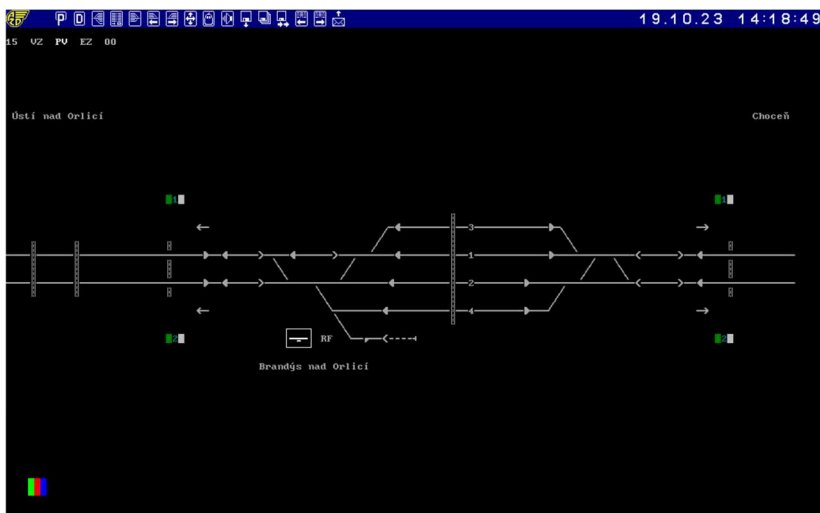 P D 19.10.23 14:18:49
15 VZ PV EZ 00
Ústí nad Orlicí Choceň
1 1
3
1
2
4
2 RF 2
Brandýs nad Orlicí